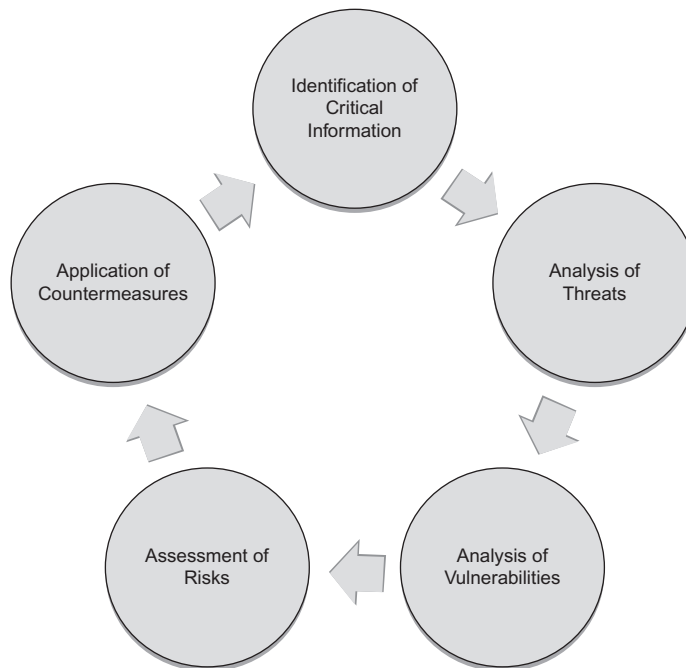 Identification of
Critical
Information
Analysis of
Threats
Analysis of
Vulnerabilities
Assessment of
Risks
Application of
Countermeasures